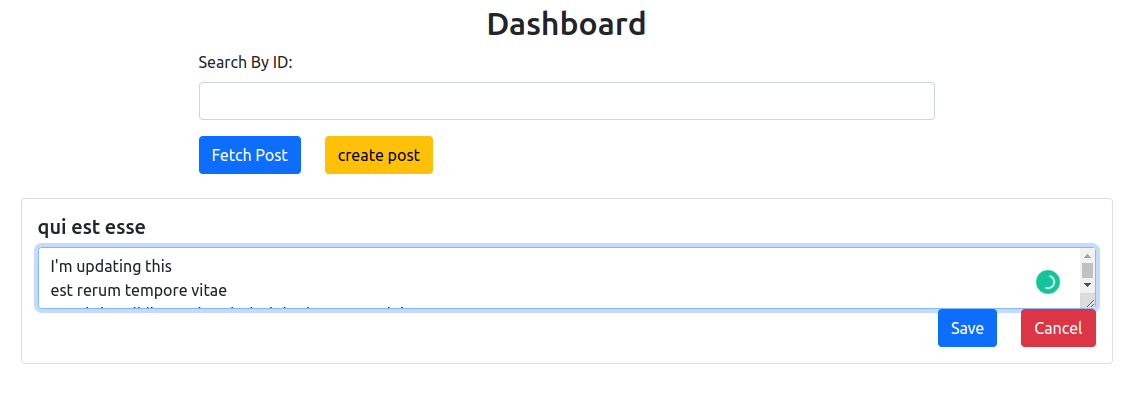 Dashboard
Search By ID:
Fetch Post
create post
qui est esse
I'm updating this
est rerum tempore vitae
Save
Cancel